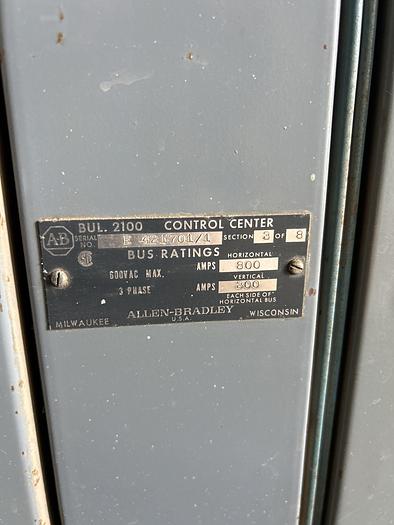 BUL. 2100 CONTROL CENTER
A-B SERIAL NO. SECTION 3 OF 8
BUS RATINGS HORIZONTAL
600VAC MAX. AMPS 800
VERTICAL
3 PHASE AMPS 300
EACH SIDE OF
HORIZONTAL BUS
ALLEN-BRADLEY
MILWAUKEE U.S.A. WISCONSIN